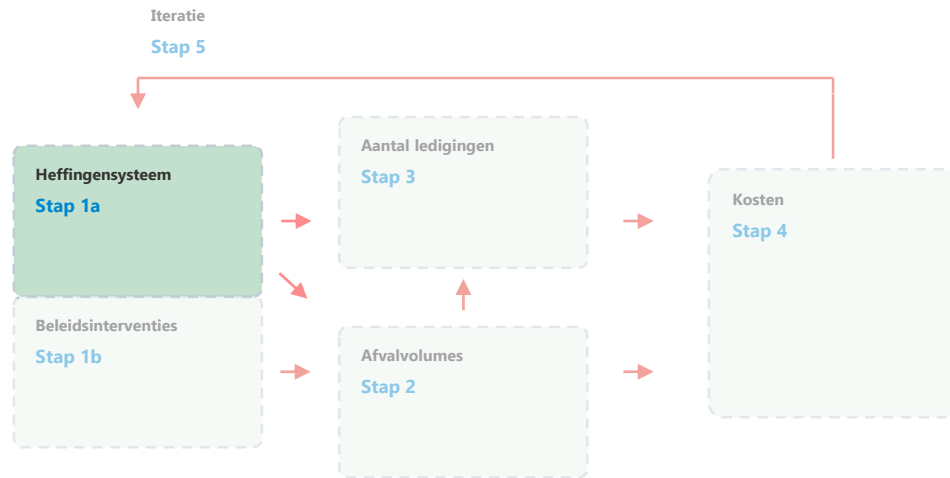 Iteratie
Stap 5
Heffingensysteem
Stap 1a
Beleidsinterventies
Stap 1b
Aantal ledigingen
Stap 3
Afvalvolumes
Stap 2
Kosten
Stap 4